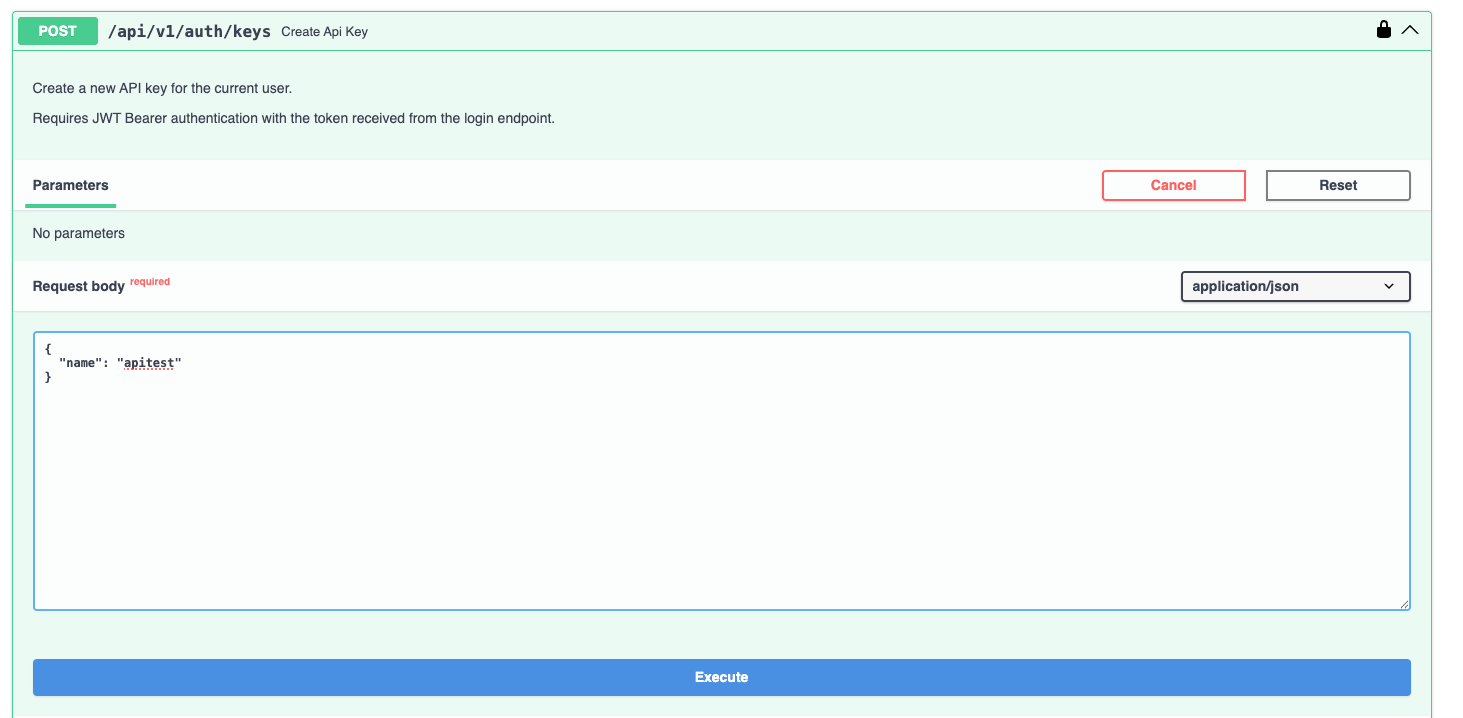 POST /api/v1/auth/keys Create Api Key
Create a new API key for the current user.
Requires JWT Bearer authentication with the token received from the login endpoint.
Parameters Cancel Reset
No parameters
Request body required application/json
{
"name": "apitest"
}
Execute